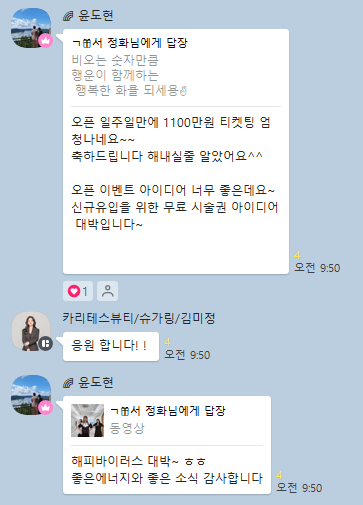 윤도현
ㄱ끎서 정화님에게 답장
비오는 숫자만큼
행운이 함께하는
행복한 화를 되세용✌
오픈 일주일만에 1100만원 티켓팅 엄
청나네요~~
축하드립니다 해내실줄 알았어요^^
오픈 이벤트 아이디어 너무 좋은데요~
신규유입을 위한 무료 시술권 아이디어
대박입니다~
4
오전 9:50
1
카리테스뷰티/슈가링/김미정
응원 합니다! !
4
오전 9:50
윤도현
서 정화님에게 답장
동영상
해피바이러스 대박~ ㅎㅎ
좋은에너지와 좋은 소식 감사합니다
4
오전 9:50